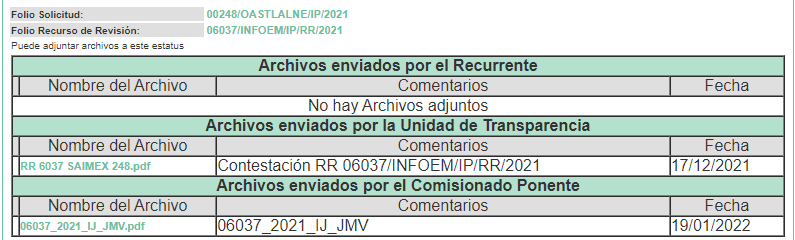 Folio Solicitud: 00248/OASTLALNE/IP/2021
Folio Recurso de Revisión: 06037/INFOEM/IP/RR/2021
Puede adjuntar archivos a este estatus
Archivos enviados por el Recurrente
Nombre del Archivo Comentarios Fecha
No hay Archivos adjuntos
Archivos enviados por la Unidad de Transparencia
Nombre del Archivo Comentarios Fecha
RR 6037 SAIMEX 248.pdf Contestación RR 06037/INFOEM/IP/RR/2021 17/12/2021
Archivos enviados por el Comisionado Ponente
Nombre del Archivo Comentarios Fecha
06037_2021_IJ_JMV.pdf 06037_2021_IJ_JMV 19/01/2022